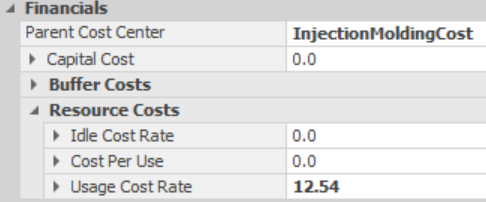 Financials
Parent Cost Center InjectionMoldingCost
Capital Cost 0.0
Buffer Costs
Resource Costs
Idle Cost Rate 0.0
Cost Per Use 0.0
Usage Cost Rate 12.54